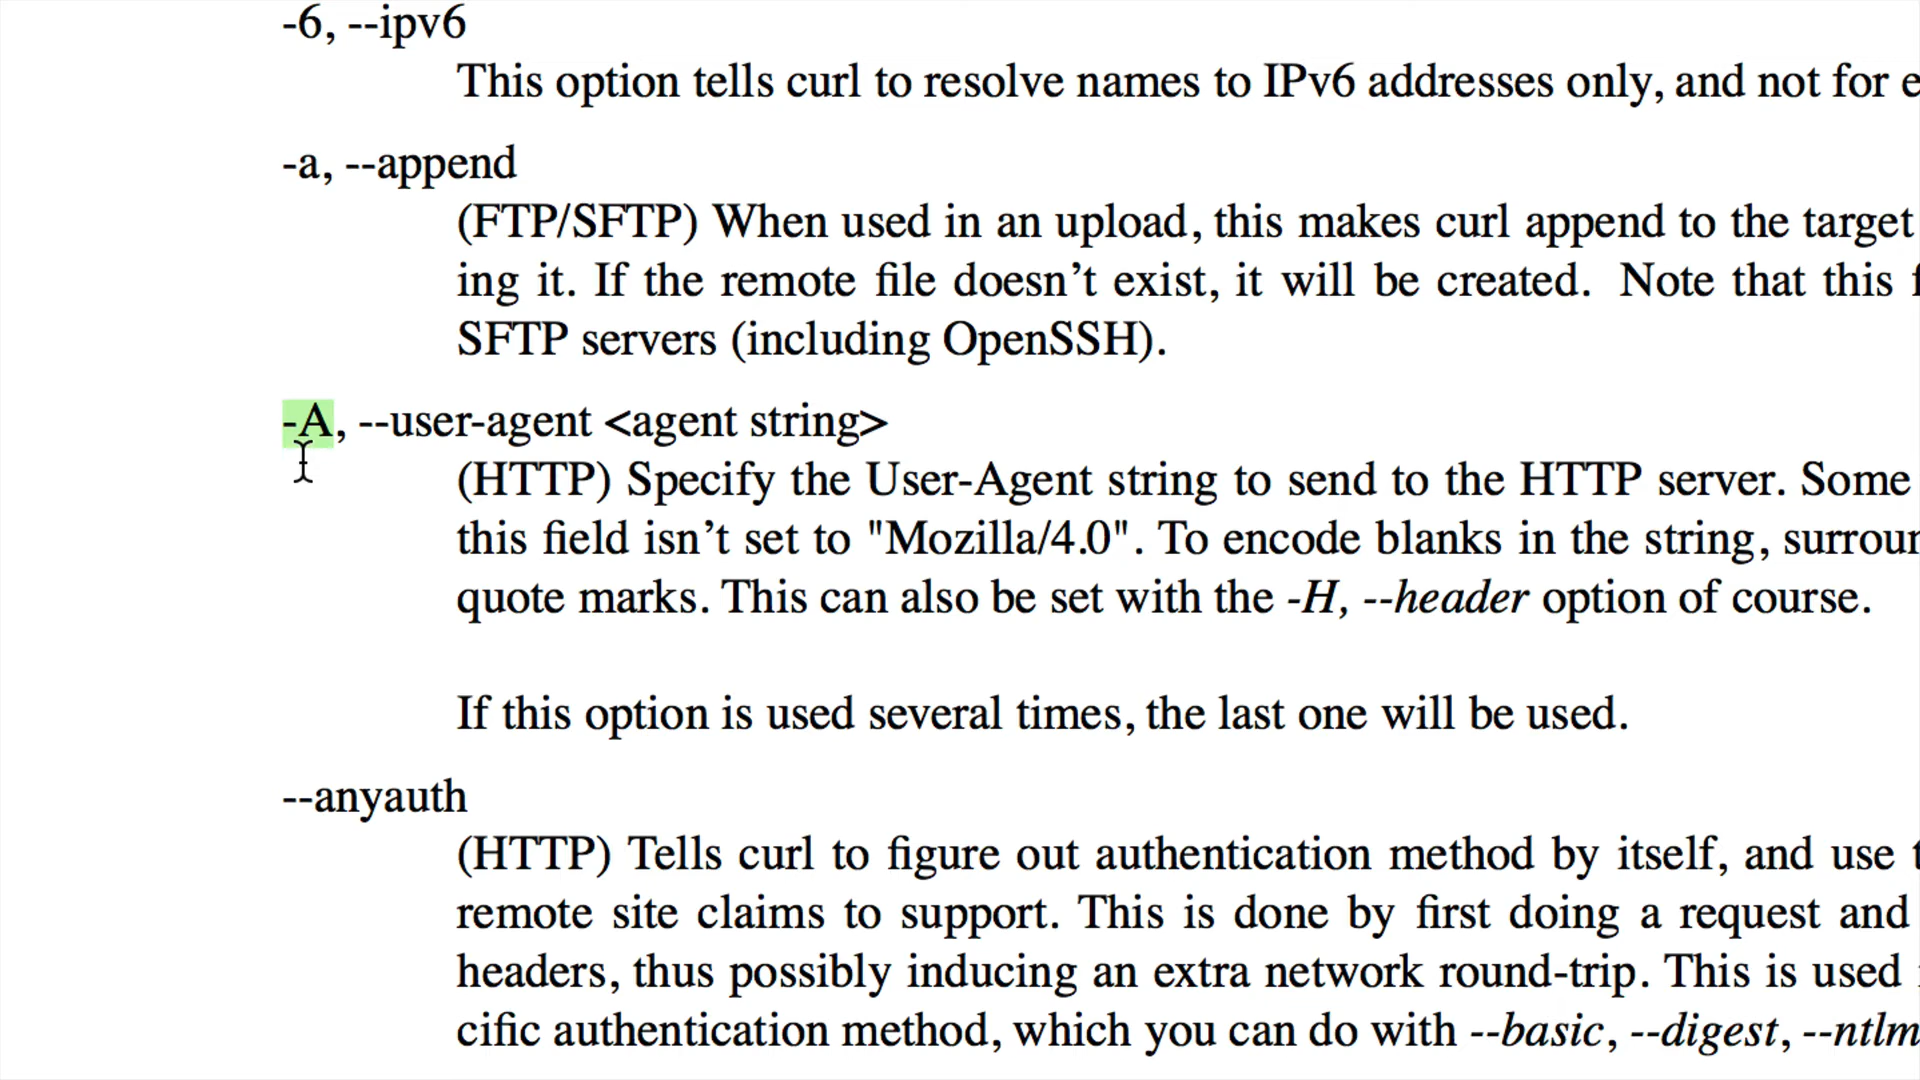 -6, --ipv6
This option tells curl to resolve names to IPv6 addresses only, and not for e
-a, --append
(FTP/SFTP) When used in an upload, this makes curl append to the target
ing it. If the remote file doesn’t exist, it will be created. Note that this f
SFTP servers (including OpenSSH).
-A, --user-agent <agent string>
(HTTP) Specify the User-Agent string to send to the HTTP server. Some
this field isn’t set to "Mozilla/4.0". To encode blanks in the string, surroun
quote marks. This can also be set with the -H, --header option of course.
If this option is used several times, the last one will be used.
--anyauth
(HTTP) Tells curl to figure out authentication method by itself, and use t
remote site claims to support. This is done by first doing a request and
headers, thus possibly inducing an extra network round-trip. This is used
cific authentication method, which you can do with --basic, --digest, --ntlm